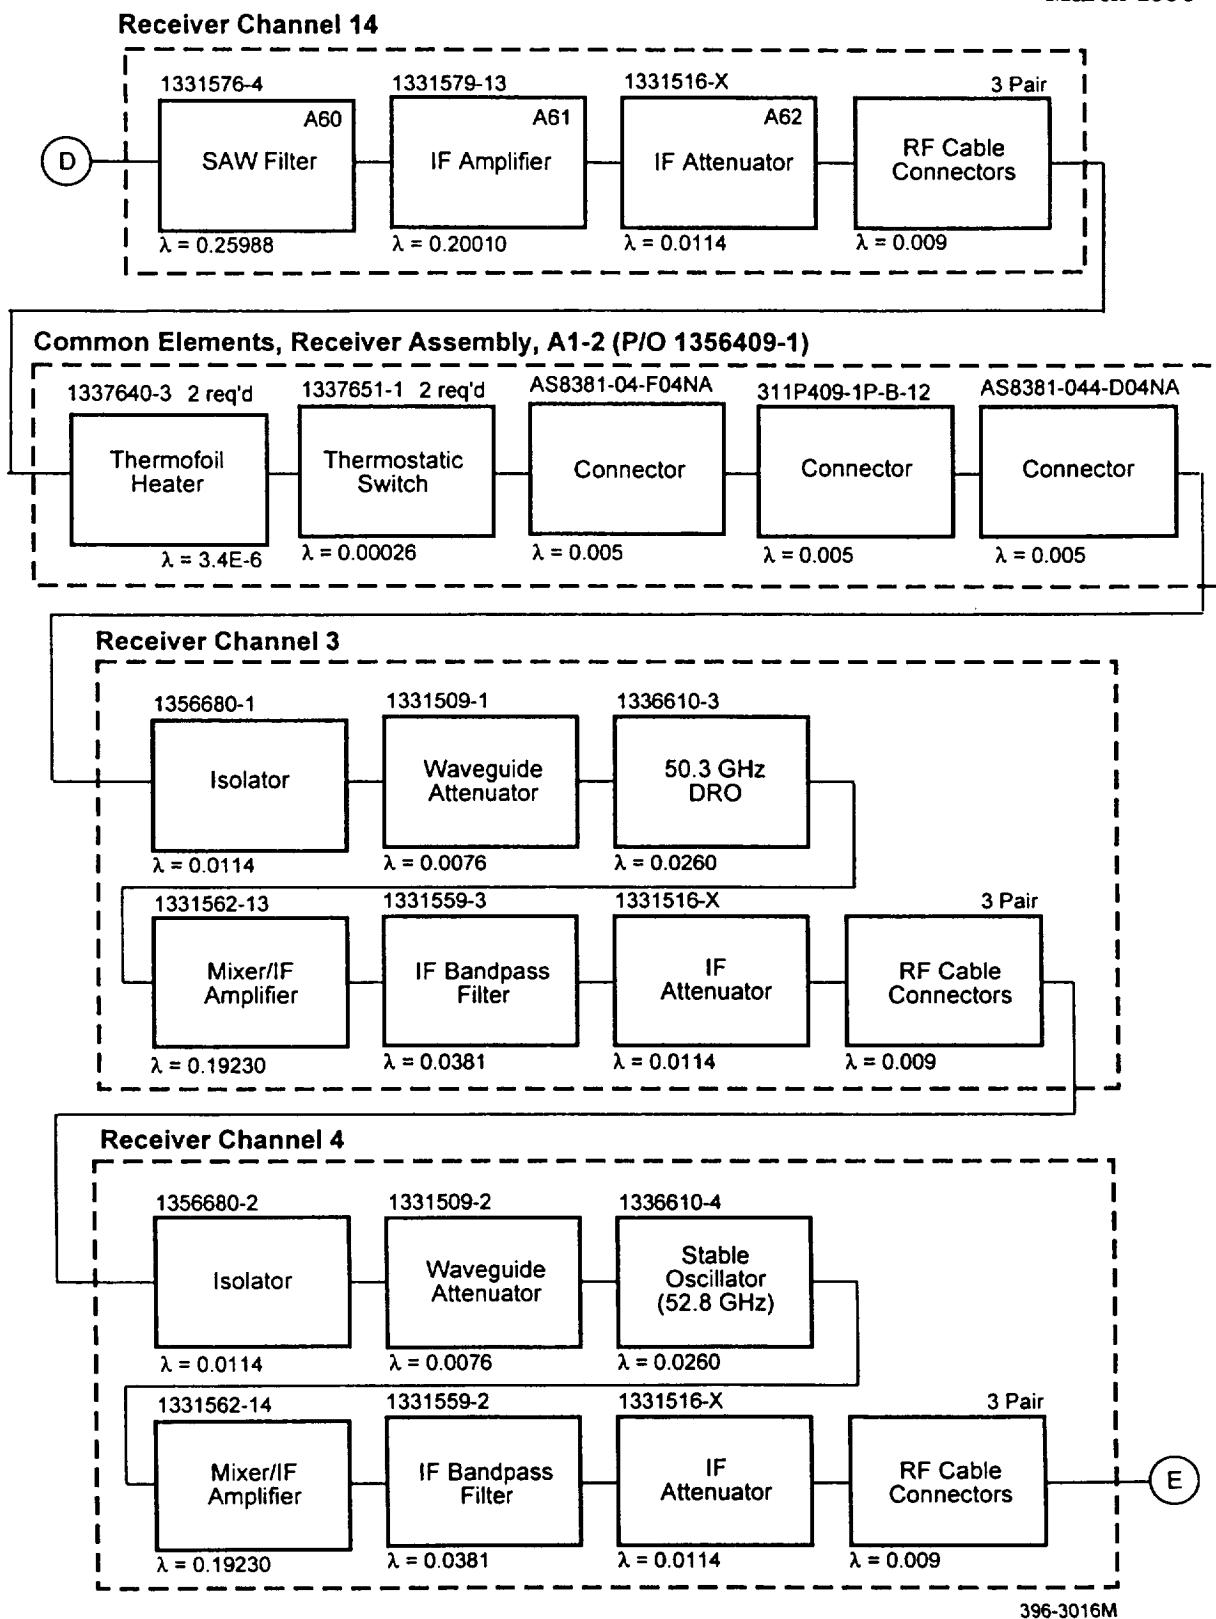 Receiver Channel 14
1331576-4
1331579-13
1331516-X
3 Pair
D
A60
SAW Filter
A61
IF Amplifier
A62
IF Attenuator
RF Cable
Connectors
λ = 0.25988
λ = 0.20010
λ = 0.0114
λ = 0.009
Common Elements, Receiver Assembly, A1-2 (P/O 1356409-1)
1337640-3 2 req'd
1337651-1 2 req'd
AS8381-04-F04NA
311P409-1P-B-12
AS8381-044-D04NA
Thermofoil
Heater
Thermostatic
Switch
Connector
Connector
Connector
λ = 3.4E-6
λ = 0.00026
λ = 0.005
λ = 0.005
λ = 0.005
Receiver Channel 3
1356680-1
1331509-1
1336610-3
Isolator
Waveguide
Attenuator
50.3 GHz
DRO
λ = 0.0114
λ = 0.0076
λ = 0.0260
1331562-13
1331559-3
1331516-X
3 Pair
Mixer/IF
Amplifier
IF Bandpass
Filter
IF
Attenuator
RF Cable
Connectors
λ = 0.19230
λ = 0.0381
λ = 0.0114
λ = 0.009
Receiver Channel 4
1356680-2
1331509-2
1336610-4
Isolator
Waveguide
Attenuator
Stable
Oscillator
(52.8 GHz)
λ = 0.0114
λ = 0.0076
λ = 0.0260
1331562-14
1331559-2
1331516-X
3 Pair
Mixer/IF
Amplifier
IF Bandpass
Filter
IF
Attenuator
RF Cable
Connectors
E
λ = 0.19230
λ = 0.0381
λ = 0.0114
λ = 0.009
396-3016M